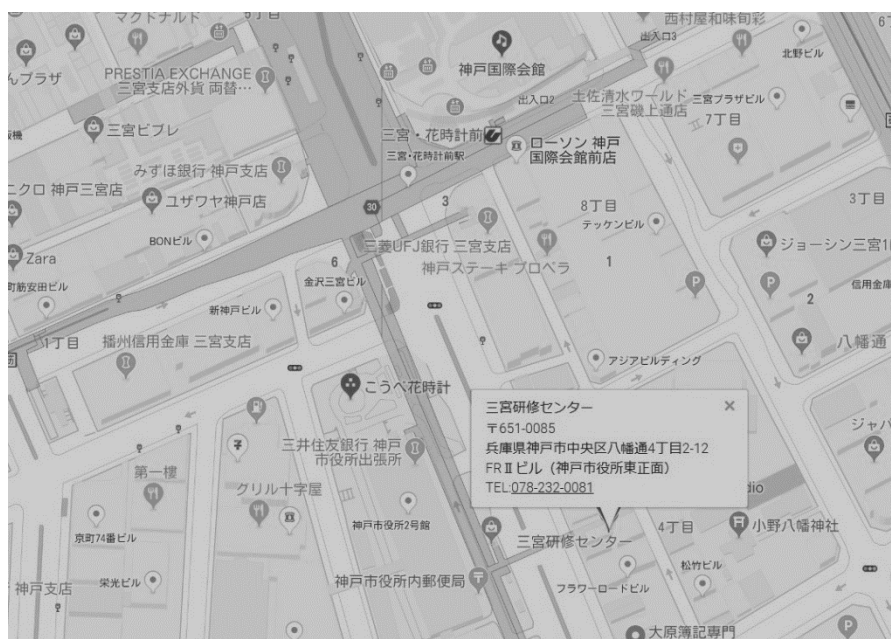 マクドナルド
5丁目
出入口3
西村屋和味旬彩
北野ビル
んプラザ
PRESTIA EXCHANGE
三宮支店外貨 両替…
神戸国際会館
出入口2
土佐清水ワールド
三宮磯上通店
三宮プラザビル
7丁目
三宮ビブレ
三宮・花時計前
三宮・花時計前駅
ローソン 神戸
国際会館前店
みずほ銀行 神戸支店
ニクロ 神戸三宮店
ユザワヤ神戸店
30
3
8丁目
テッケンビル
3丁目
BONビル
三菱UFJ銀行 三宮支店
ジョーシン三宮1
Zara
6
神戸ステーキ プロペラ
1
町筋安田ビル
金沢三宮ビル
P
P
2
信用金庫
新神戸ビル
1丁目
播州信用金庫 三宮支店
アジアビルディング
八幡通
こうべ花時計
三宮研修センター
〒651-0085
兵庫県神戸市中央区八幡通4丁目2-12
FRⅡビル（神戸市役所東正面）
TEL:078-232-0081
ジャパ
三井住友銀行 神戸
市役所出張所
第一樓
グリル十字屋
dio
京町74番ビル
神戸市役所2号館
三宮研修センター
4丁目
小野八幡神社
神戸支店
栄光ビル
神戸市役所内郵便局
フラワーロードビル
松竹ビル
大原簿記専門
P